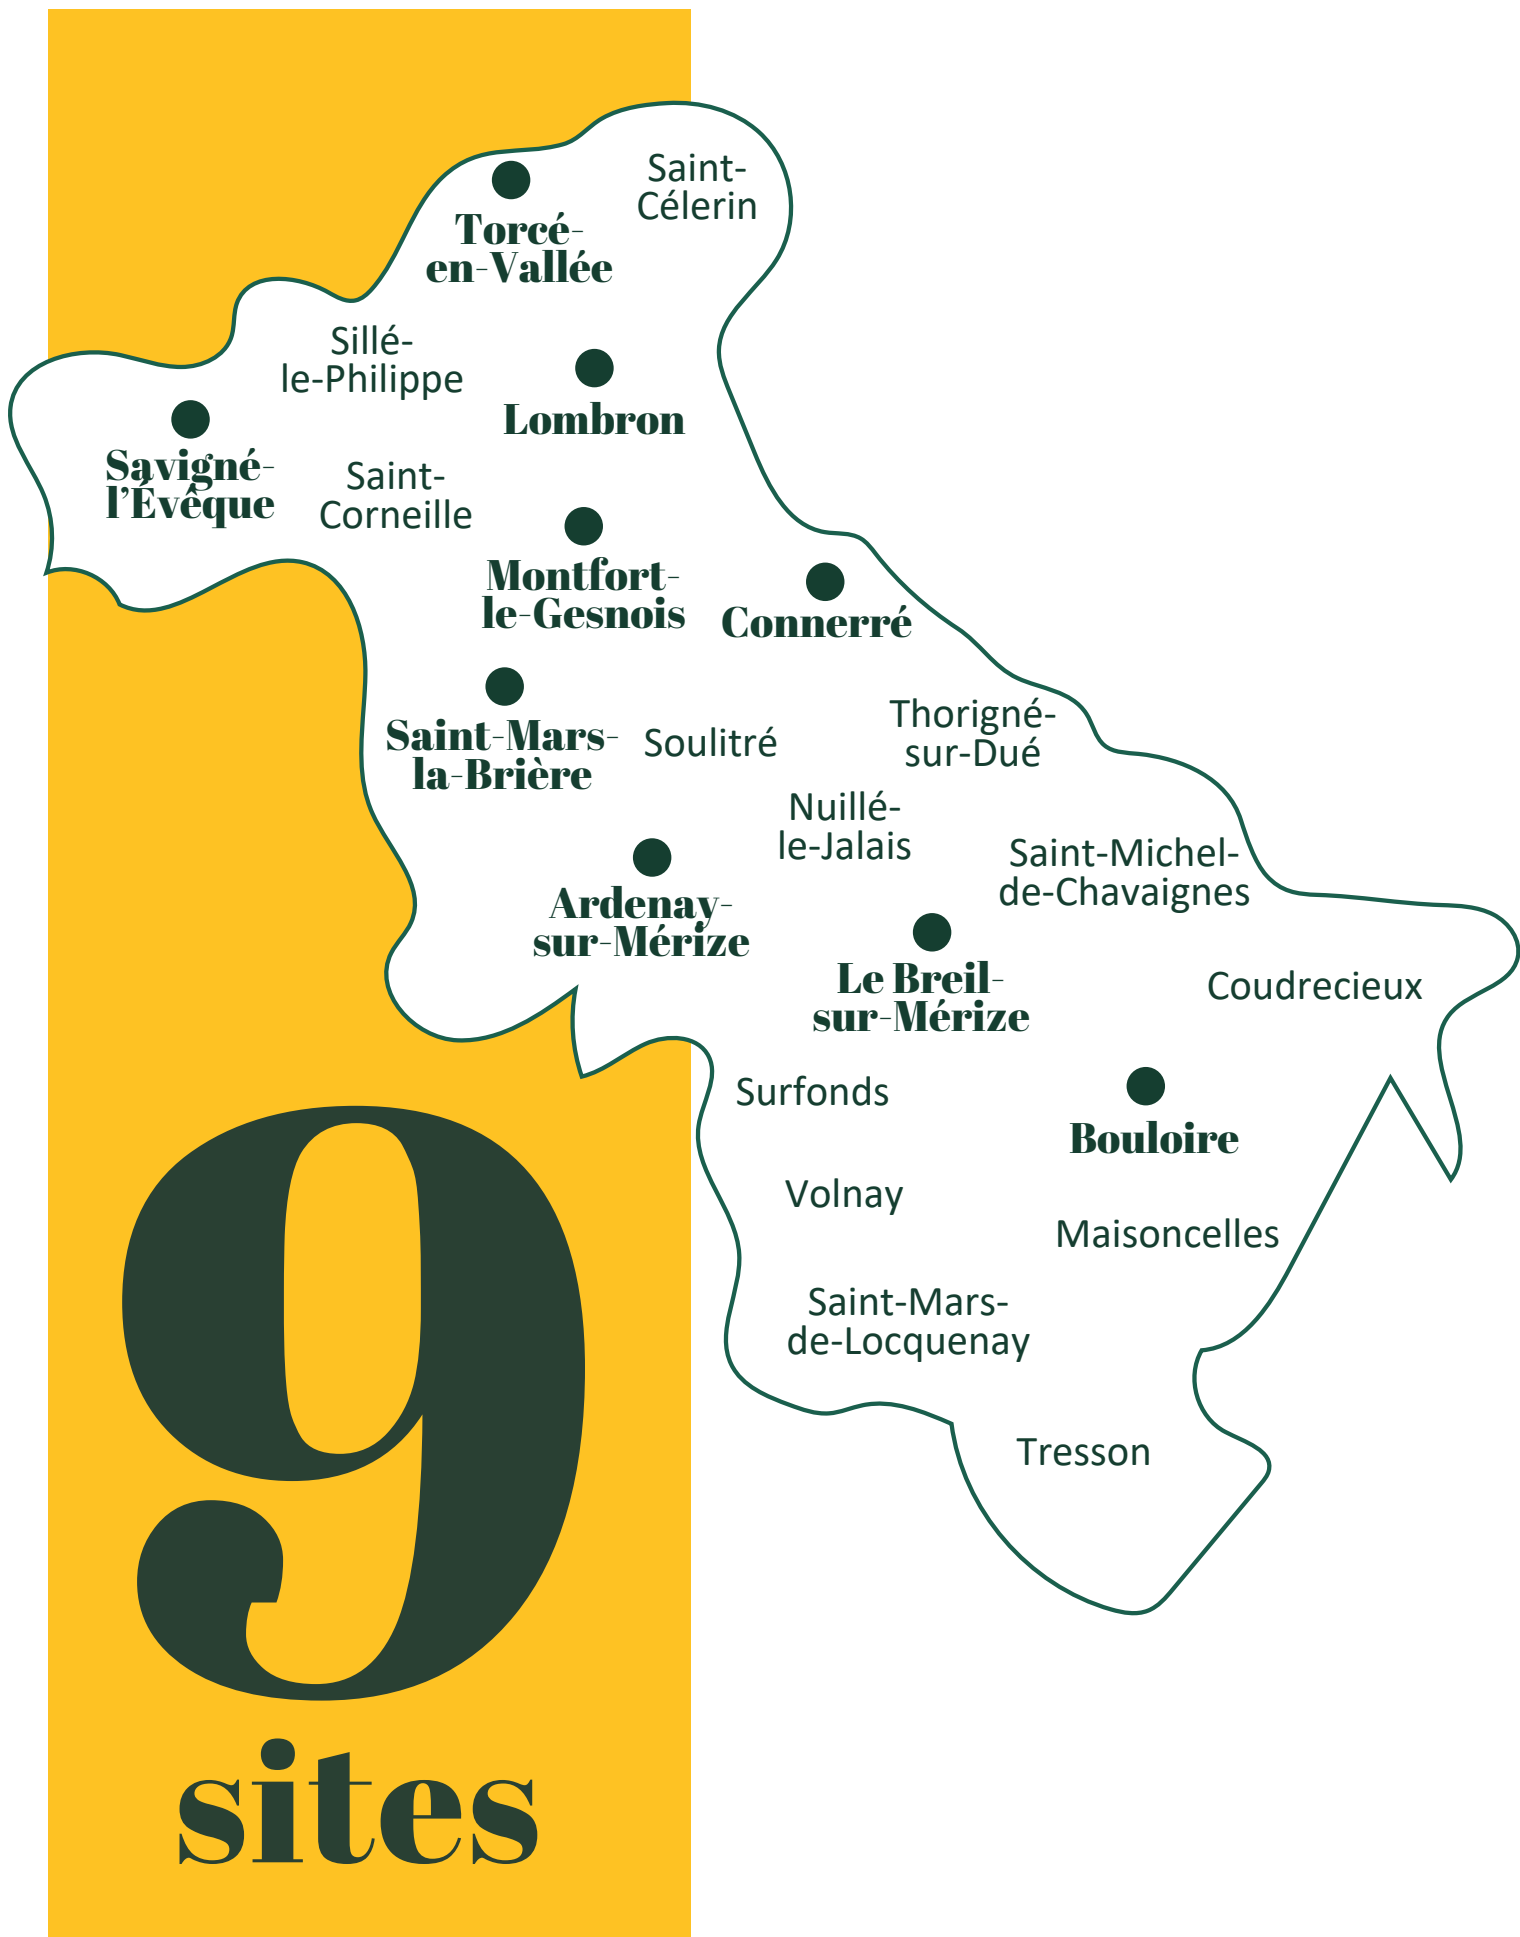 Saint-
Célerin
Torcé-
en-Vallée
Sillé-
le-Philippe
Lombron
Savigné-
l’Évêque
Saint-
Corneille
Montfort-
le-Gesnois
Connerré
Saint-Mars-
la-Brière
Soulitré
Thorigné-
sur-Dué
Nuillé-
le-Jalais
Saint-Michel-
de-Chavaignes
Ardenay-
sur-Mérize
Le Breil-
sur-Mérize
Coudrecieux
Surfonds
Bouloire
Volnay
Maisoncelles
Saint-Mars-
de-Locquenay
Tresson
9
sites